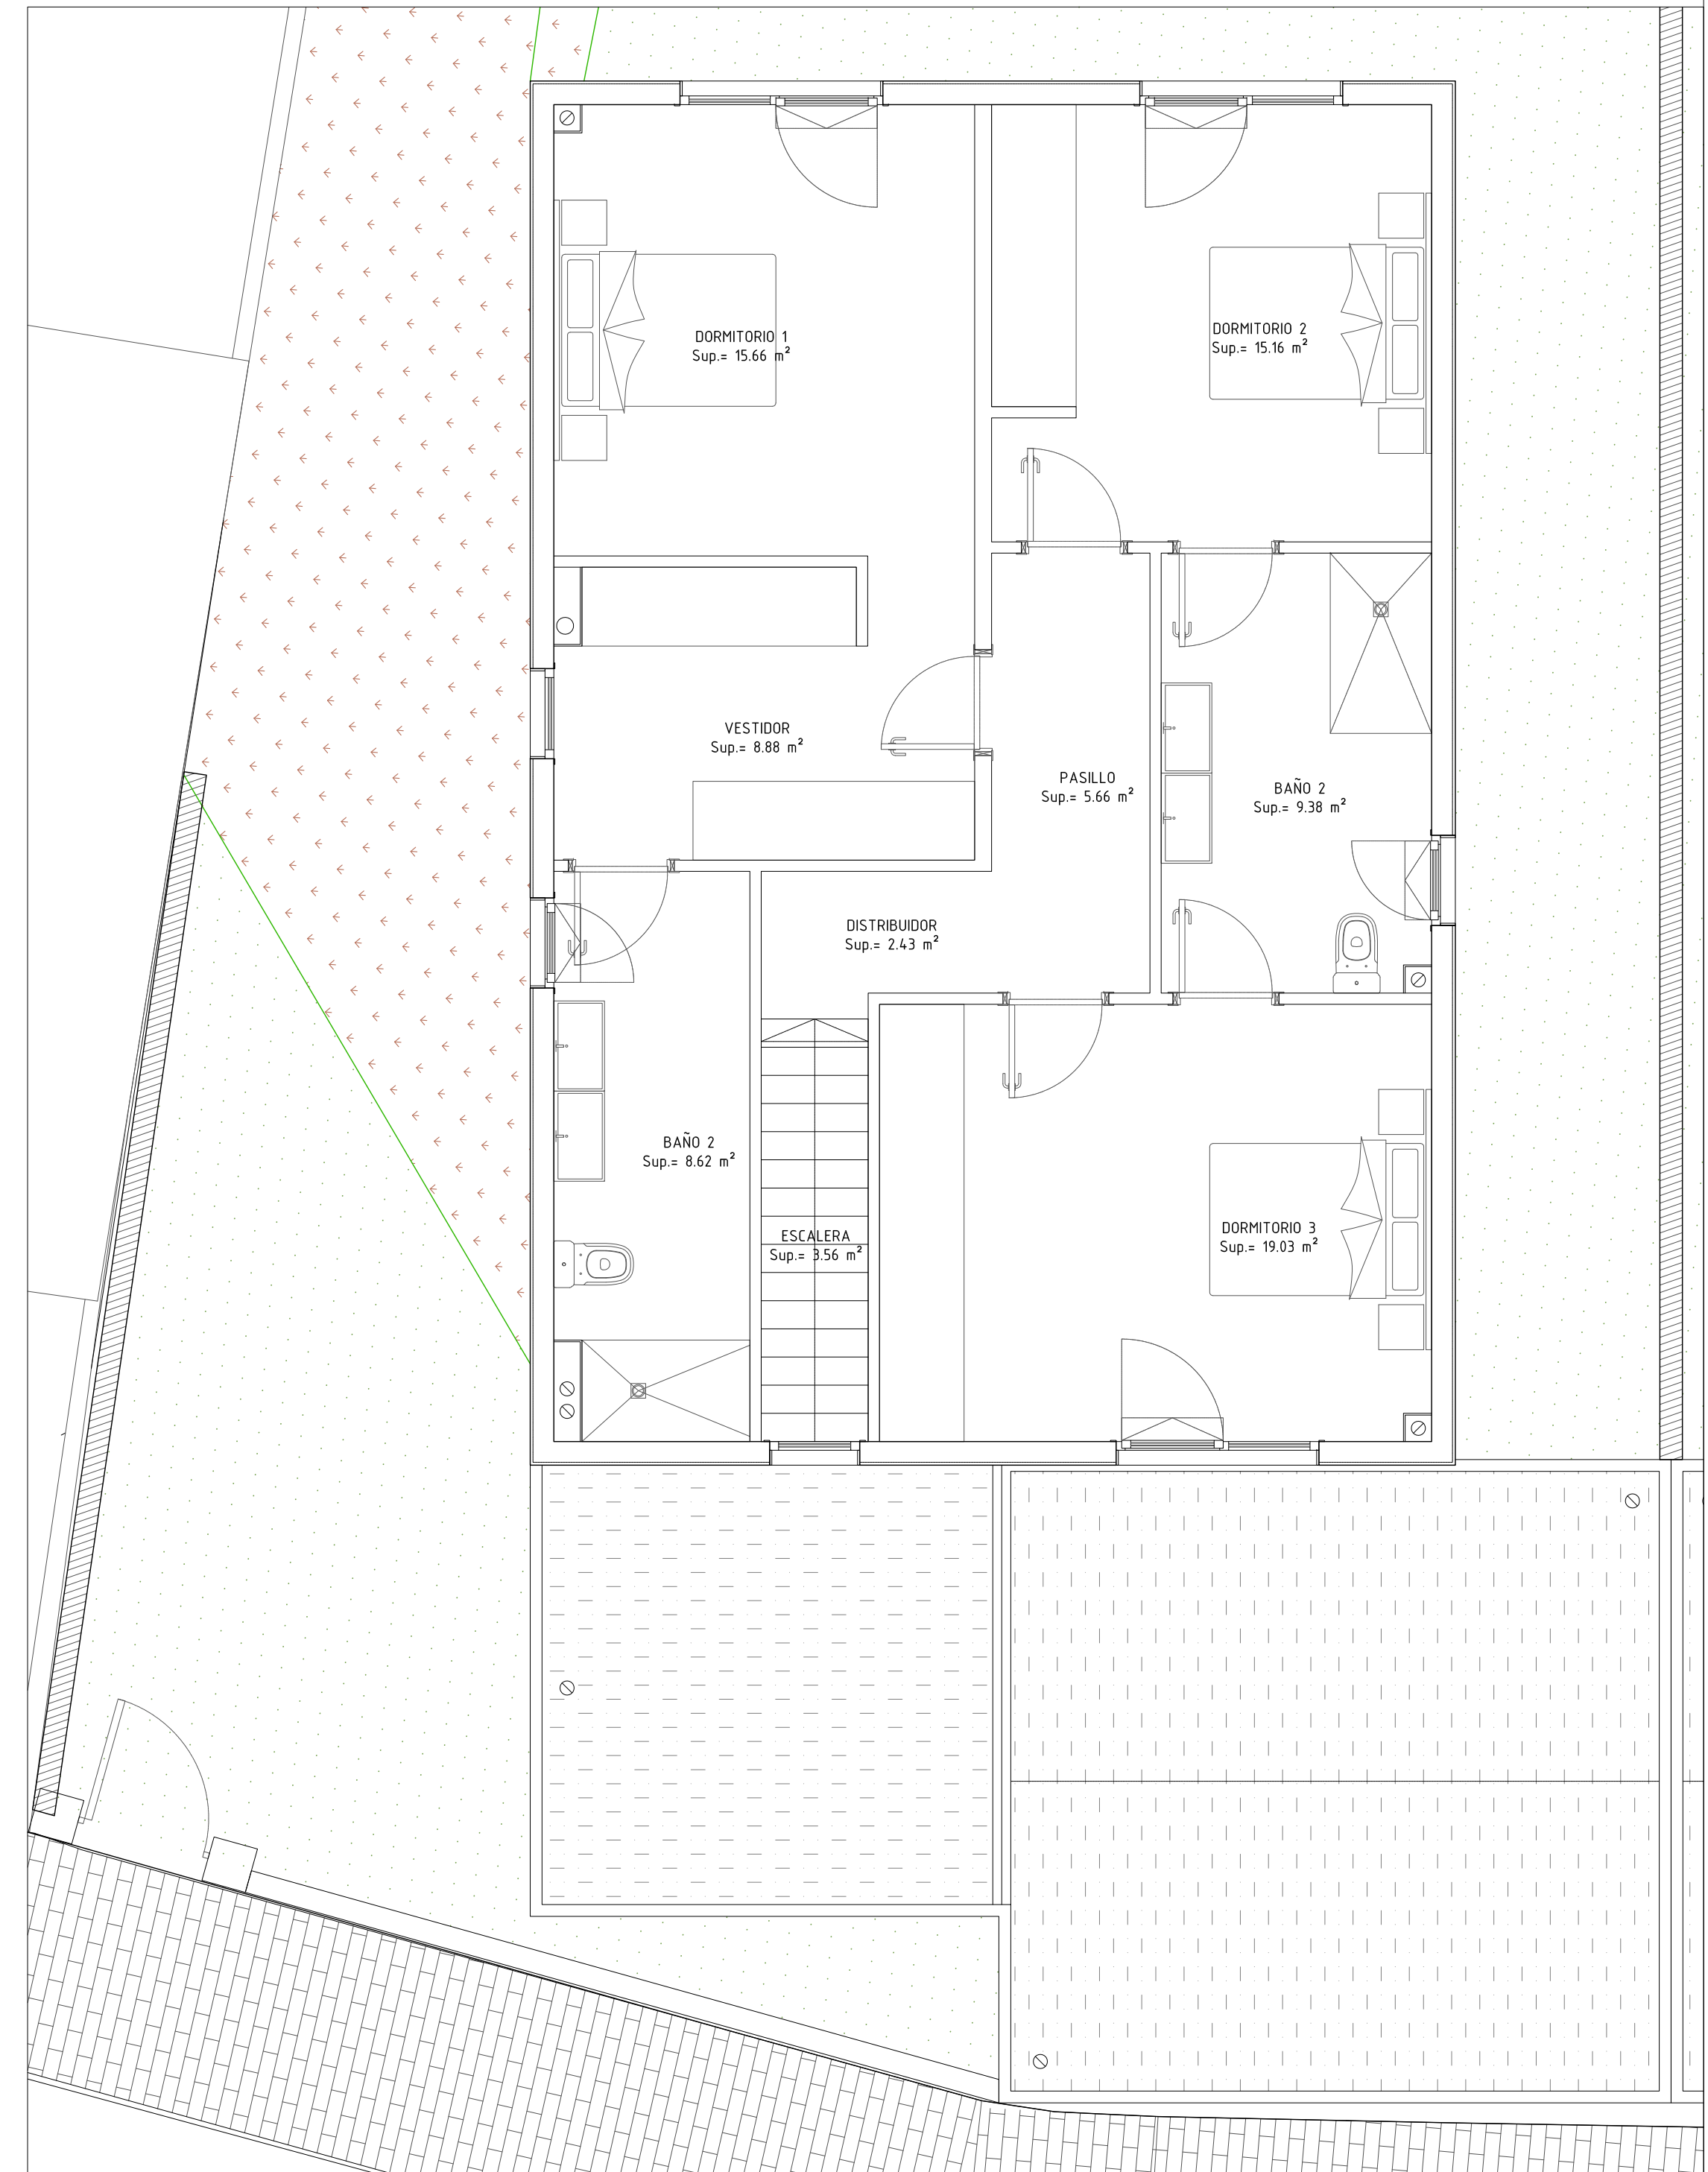 DORMITORIO 1
Sup.= 15.66 m²
DORMITORIO 2
Sup.= 15.16 m²
VESTIDOR
Sup.= 8.88 m²
PASILLO
Sup.= 5.66 m²
BAÑO 2
Sup.= 9.38 m²
DISTRIBUIDOR
Sup.= 2.43 m²
BAÑO 2
Sup.= 8.62 m²
ESCALERA
Sup.= 3.56 m²
DORMITORIO 3
Sup.= 19.03 m²